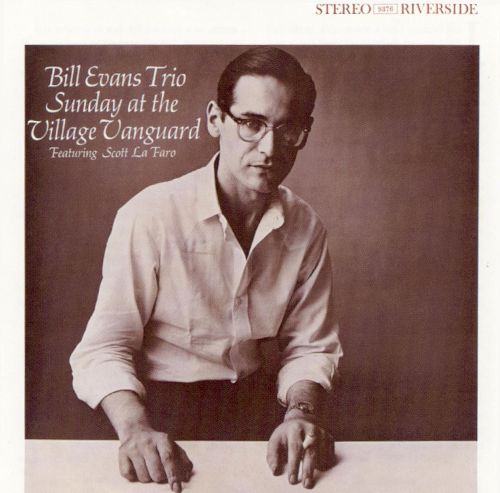 STEREO 9376 RIVERSIDE
Bill Evans Trio
Sunday at the
Village Vanguard
Featuring Scott La Faro